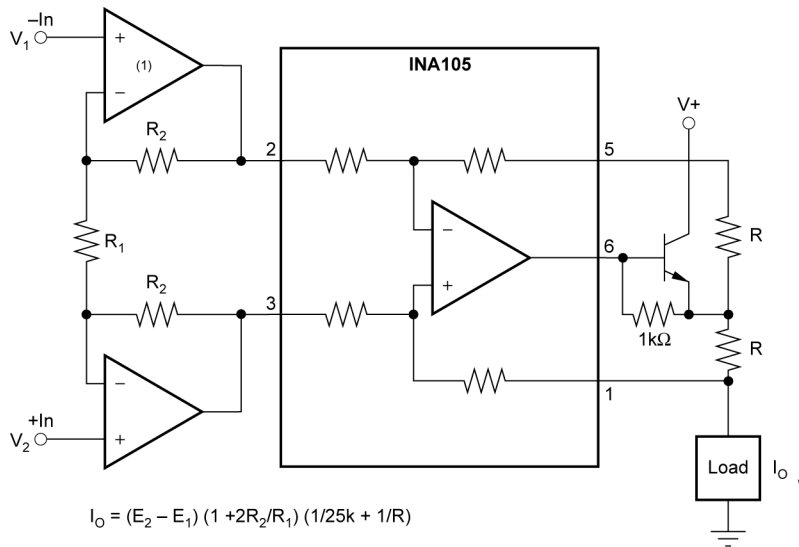 –In
V1
(1)
INA105
V+
R2
2
5
R1
R
6
R2
3
1kΩ
R
1
+In
V2
Load
IO
IO = (E2 – E1) (1 +2R2/R1) (1/25k + 1/R)